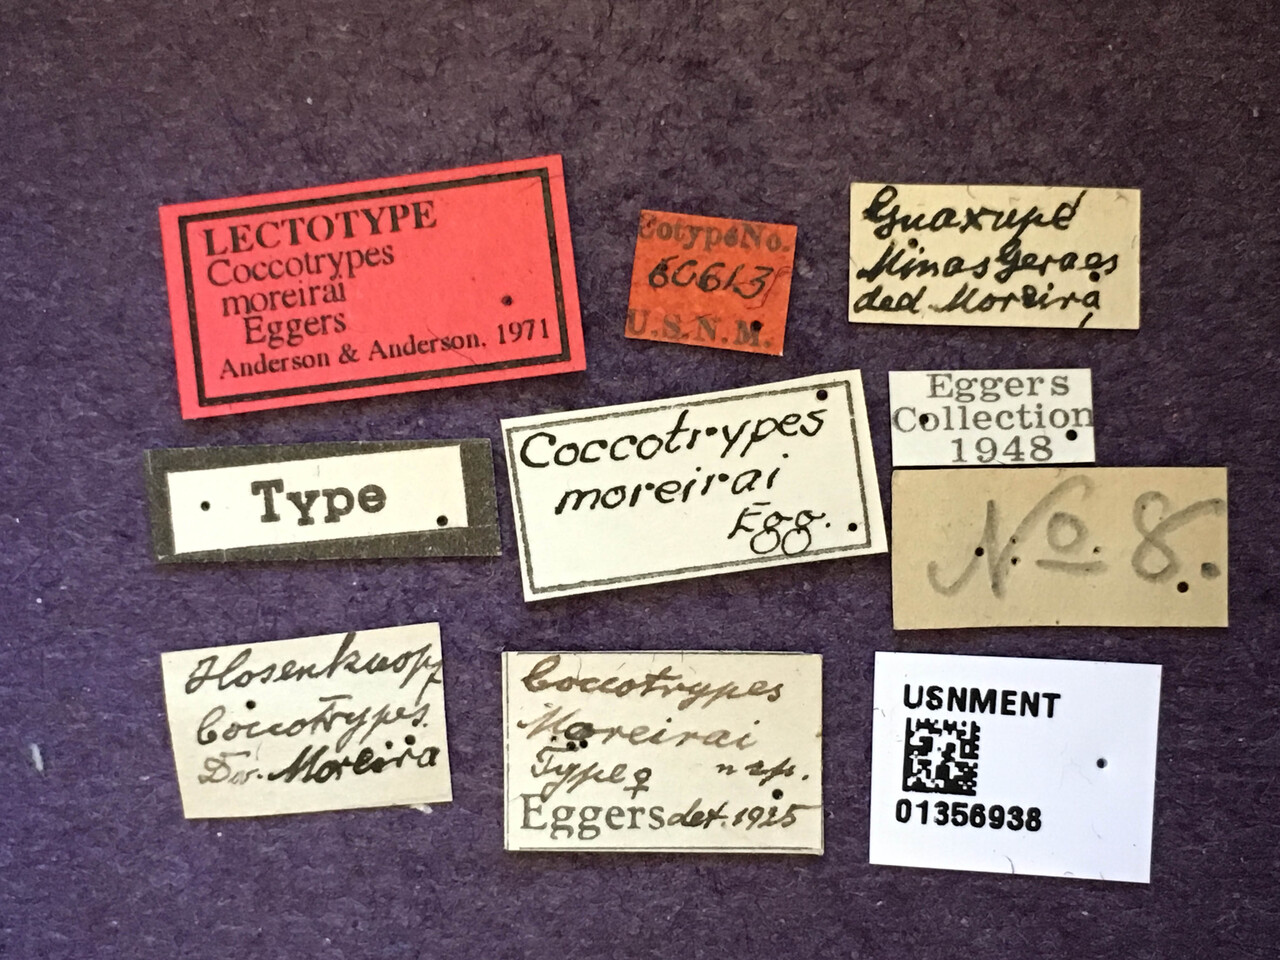 LECTOTYPE
Coccotrypes
moreirai
Eggers
Anderson & Anderson, 1971
CotypeNo.
60613
U.S.N.M.
Guaxupé
Minas Geraes
ded. Moreira
Type
Coccotrypes
moreirai
Egg.
Eggers
Collection
1948
No 8.
Hosenknopf
Coccotrypes.
Dr. Moreira
Coccotrypes
Moreirai
Type ♀ n. sp.
Eggers det. 1925
USNMENT
01356938